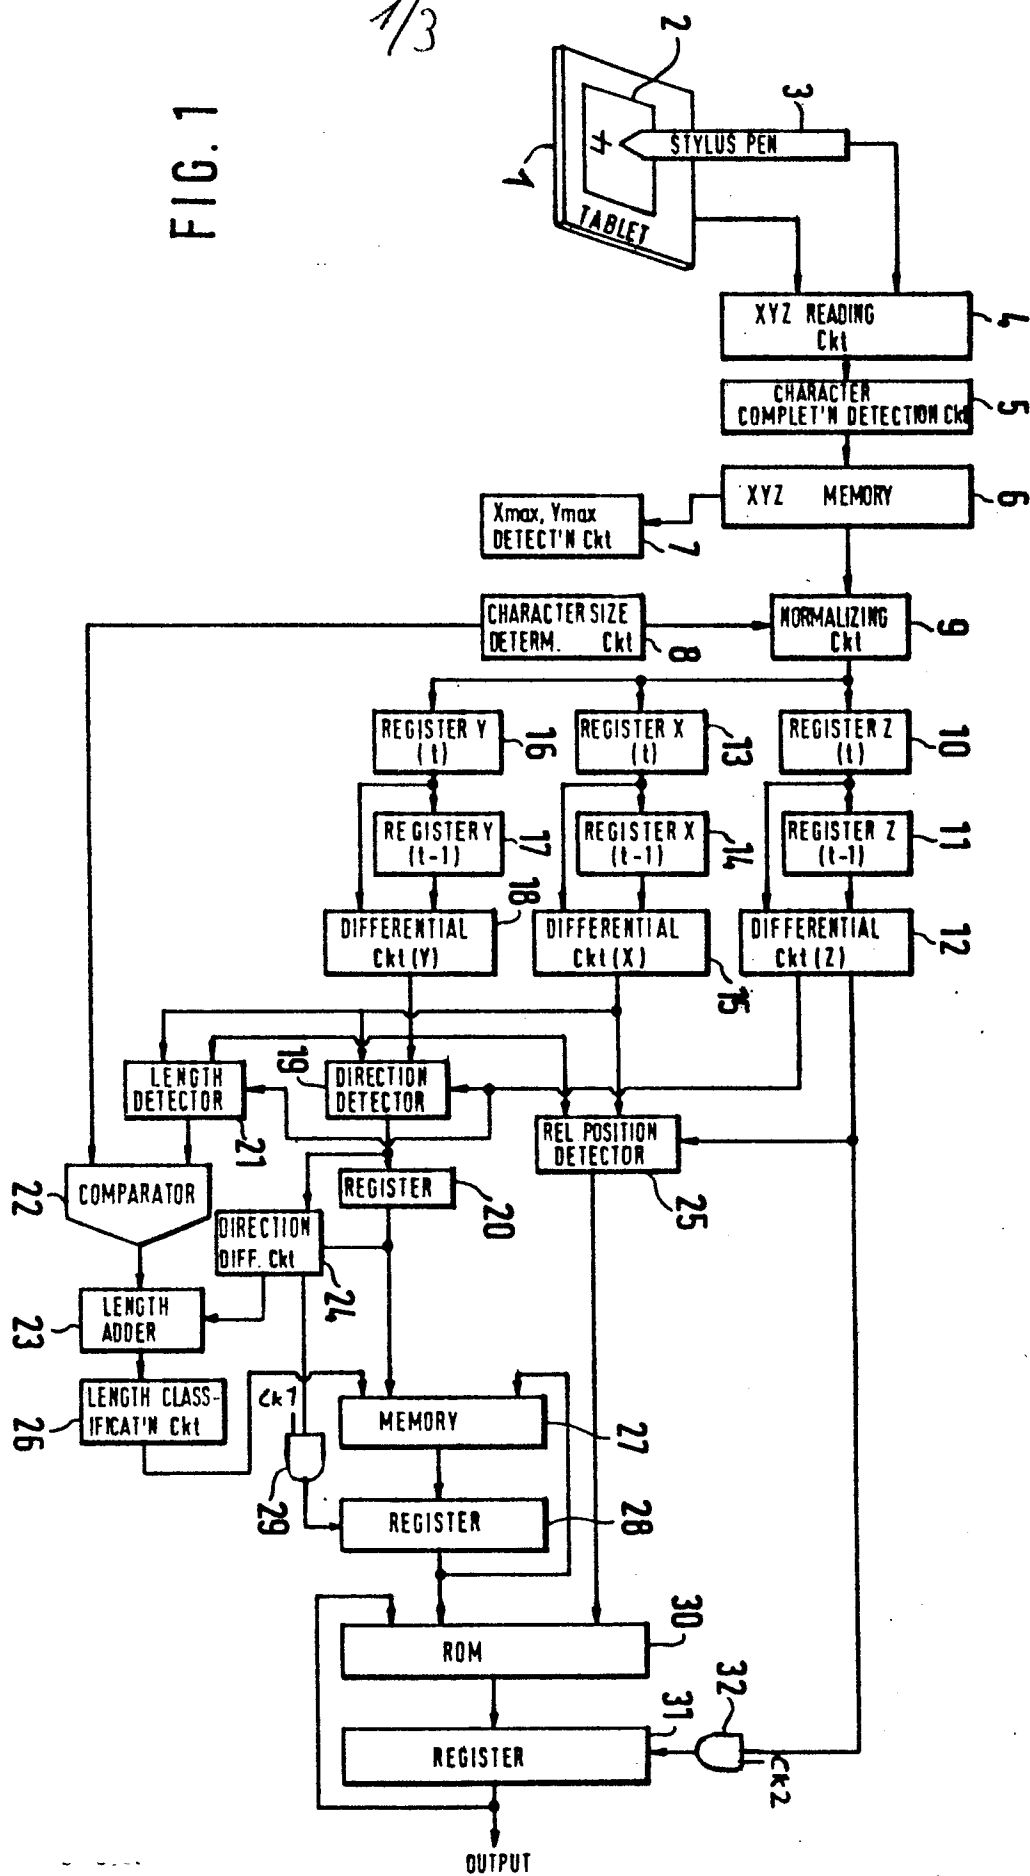 1/3
FIG. 1
2
3
STYLUS PEN
TABLET
1
4
XYZ READING
Ckt
5
CHARACTER
COMPLET'N DETECTION Ckt
6
XYZ MEMORY
Xmax, Ymax
DETECT'N Ckt
7
CHARACTER SIZE
DETERM. Ckt
8
NORMALIZING
Ckt
9
REGISTER Y
(t)
16
REGISTER X
(t)
13
REGISTER Z
(t)
10
REGISTER Y
(t-1)
17
REGISTER X
(t-1)
14
REGISTER Z
(t-1)
11
DIFFERENTIAL
Ckt (Y)
18
DIFFERENTIAL
Ckt (X)
15
DIFFERENTIAL
Ckt (Z)
12
LENGTH
DETECTOR
21
19
DIRECTION
DETECTOR
REL POSITION
DETECTOR
25
REGISTER
20
22
COMPARATOR
DIRECTION
DIFF. Ckt
24
23
LENGTH
ADDER
26
LENGTH CLASS-
IFICAT'N Ckt
Ck1
29
MEMORY
27
REGISTER
28
ROM
30
REGISTER
31
32
Ck2
OUTPUT